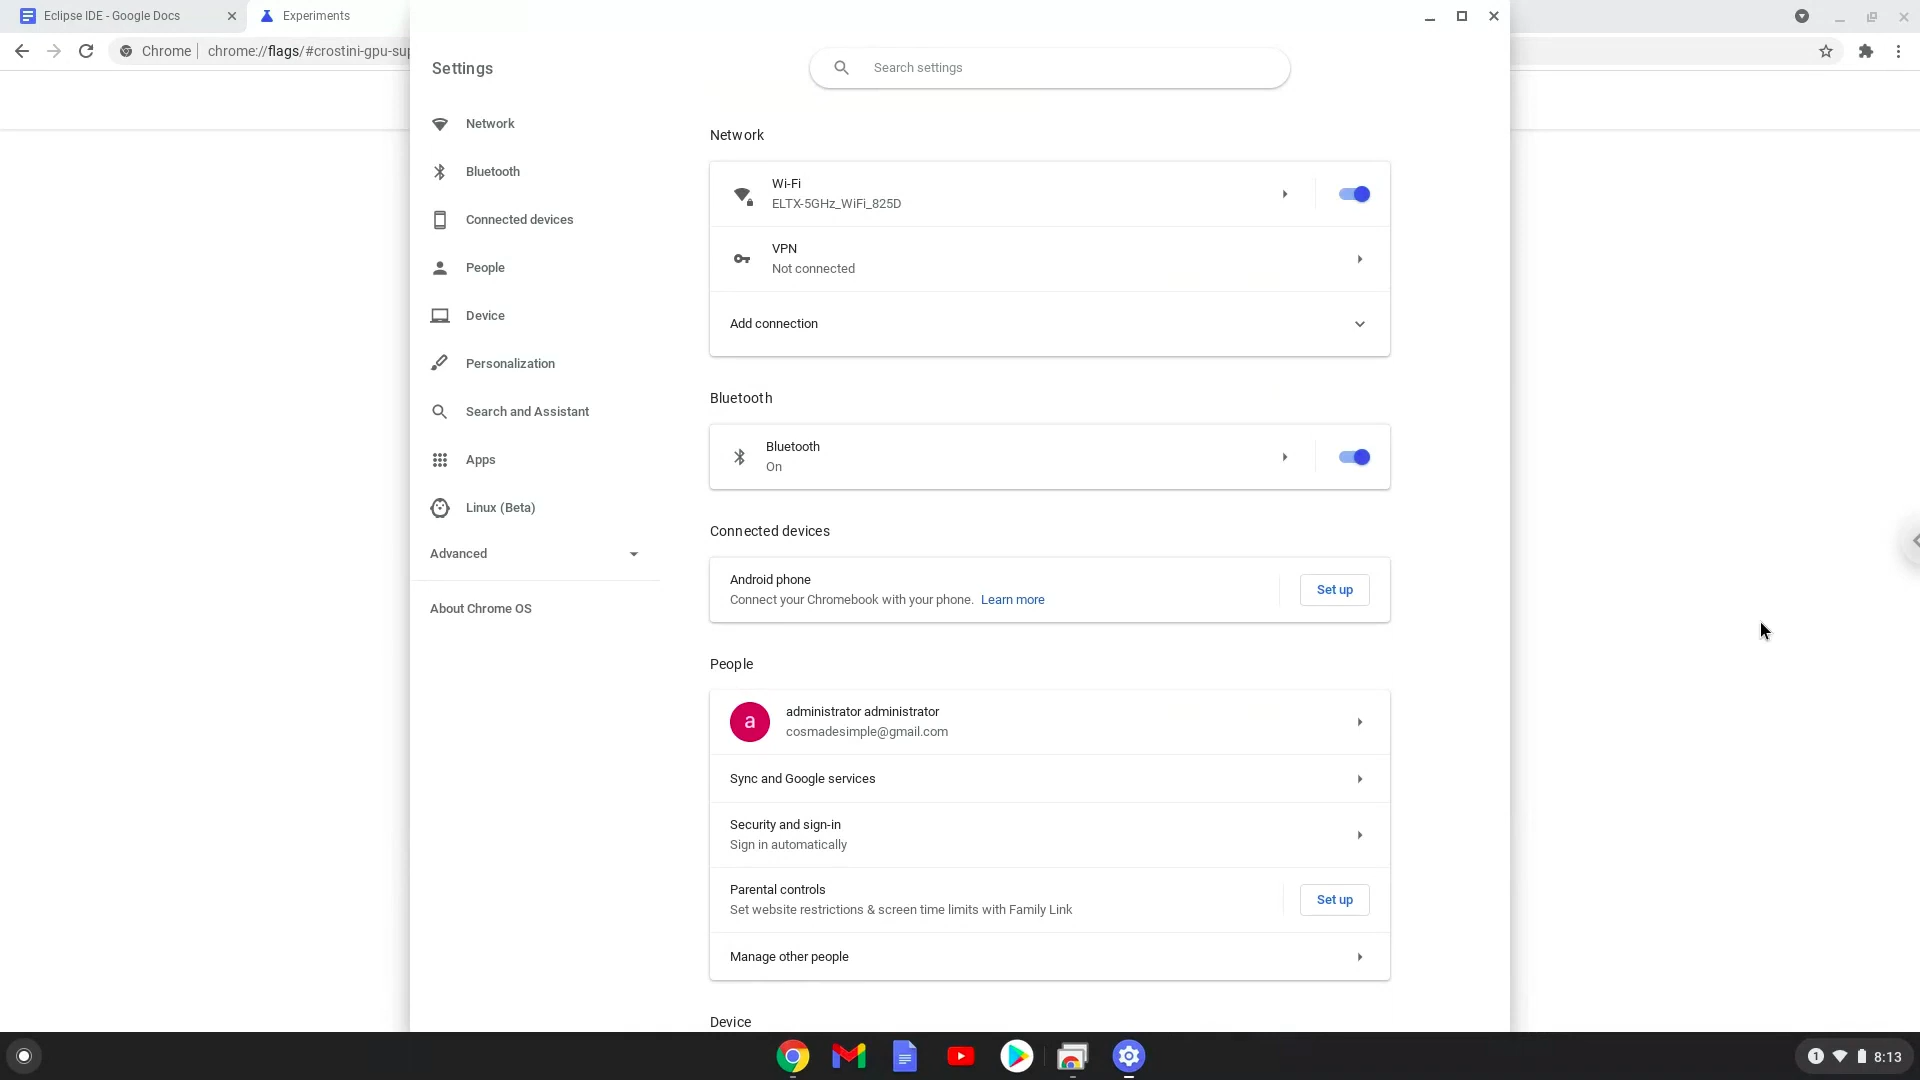 Eclipse IDE - Google Docs
Experiments
Chrome
chrome://flags/#crostini-gpu-sup
Settings
Search settings
Network
Bluetooth
Connected devices
People
Device
Personalization
Search and Assistant
Apps
Linux (Beta)
Advanced
About Chrome OS
Network
Wi-Fi
ELTX-5GHz_WiFi_825D
VPN
Not connected
Add connection
Bluetooth
Bluetooth
On
Connected devices
Android phone
Connect your Chromebook with your phone. Learn more
Set up
People
a
administrator administrator
cosmadesimple@gmail.com
Sync and Google services
Security and sign-in
Sign in automatically
Parental controls
Set website restrictions & screen time limits with Family Link
Set up
Manage other people
Device
1
8:13